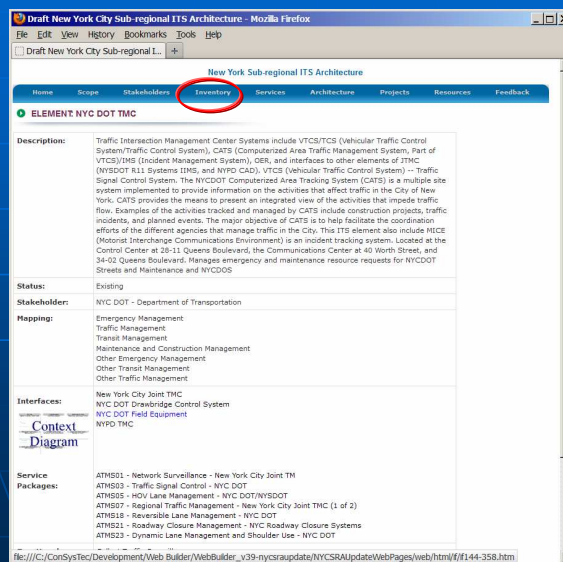 Draft New York City Sub-regional ITS Architecture - Mozilla Firefox
File Edit View History Bookmarks Tools Help
Draft New York City Sub-regional I...
New York Sub-regional ITS Architecture
Home Scope Stakeholders Inventory Services Architecture Projects Resources Feedback
ELEMENT: NYC DOT TMC
Description: Traffic Intersection Management Center Systems include VTCS/TCS (Vehicular Traffic Control
System/Traffic Control System), CATS (Computerized Area Traffic Management System, Part of
VTCS)/IMS (Incident Management System), OER, and interfaces to other elements of JTMC
(NYSDOT R11 Systems IIMS, and NYPD CAD). VTCS (Vehicular Traffic Control System) -- Traffic
Signal Control System. The NYCDOT Computerized Area Tracking System (CATS) is a multiple site
system implemented to provide information on the activities that affect traffic in the City of New
York. CATS provides the means to present an integrated view of the activities that impede traffic
flow. Examples of the activities tracked and managed by CATS include construction projects, traffic
incidents, and planned events. The major objective of CATS is to help facilitate the coordination
efforts of the different agencies that manage traffic in the City. This ITS element also include MICE
(Motorist Interchange Communications Environment) is an incident tracking system. Located at the
Control Center at 28-11 Queens Boulevard, the Communications Center at 40 Worth Street, and
34-02 Queens Boulevard. Manages emergency and maintenance resource requests for NYCDOT
Streets and Maintenance and NYCDOS
Status: Existing
Stakeholder: NYC DOT - Department of Transportation
Mapping: Emergency Management
Traffic Management
Transit Management
Maintenance and Construction Management
Other Emergency Management
Other Transit Management
Other Traffic Management
Interfaces: New York City Joint TMC
NYC DOT Drawbridge Control System
NYC DOT Field Equipment
NYPD TMC
Context
Diagram
Service
Packages:
ATMS01 - Network Surveillance - New York City Joint TM
ATMS03 - Traffic Signal Control - NYC DOT
ATMS05 - HOV Lane Management - NYC DOT/NYSDOT
ATMS07 - Regional Traffic Management - New York City Joint TMC (1 of 2)
ATMS18 - Reversible Lane Management - NYC DOT
ATMS21 - Roadway Closure Management - NYC Roadway Closure Systems
ATMS23 - Dynamic Lane Management and Shoulder Use - NYC DOT
file:///C:/ConSysTec/Development/Web Builder/WebBuilder_v39-nycsraupdate/NYCSRAUpdateWebPages/web/html/f/f144-358.htm